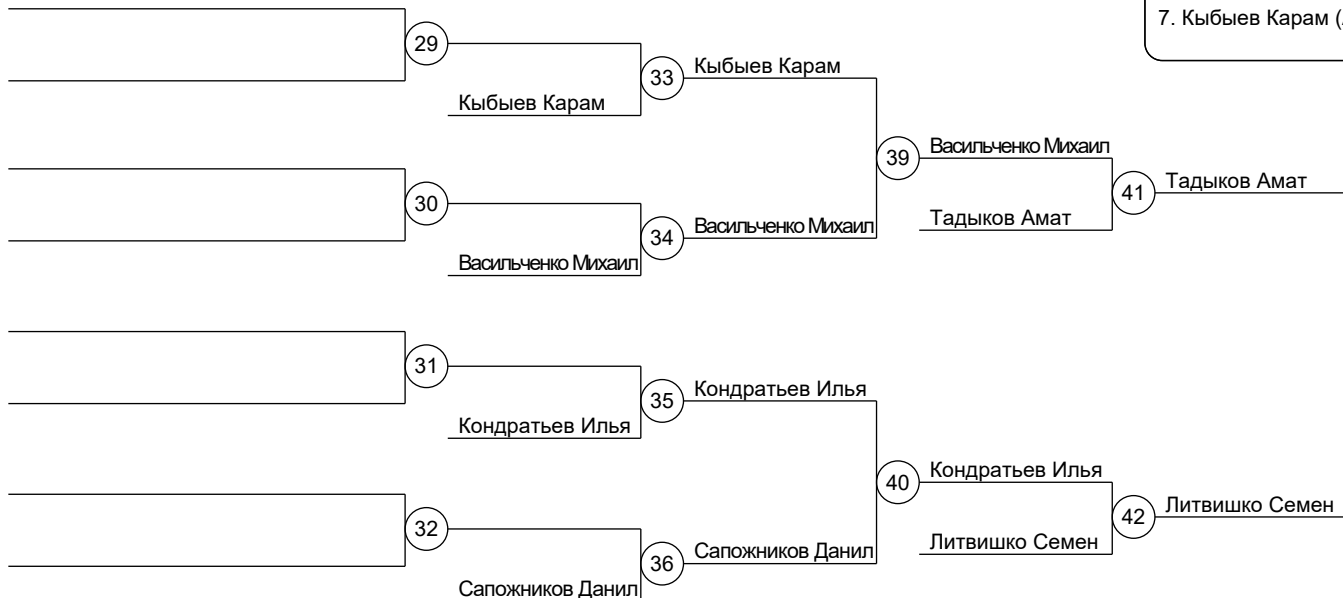 7. Кыбыев Карам (
29
33
Кыбыев Карам
Кыбыев Карам
39
Васильченко Михаил
41
Тадыков Амат
30
34
Васильченко Михаил
Тадыков Амат
Васильченко Михаил
31
35
Кондратьев Илья
Кондратьев Илья
40
Кондратьев Илья
42
Литвишко Семен
32
36
Сапожников Данил
Литвишко Семен
Сапожников Данил